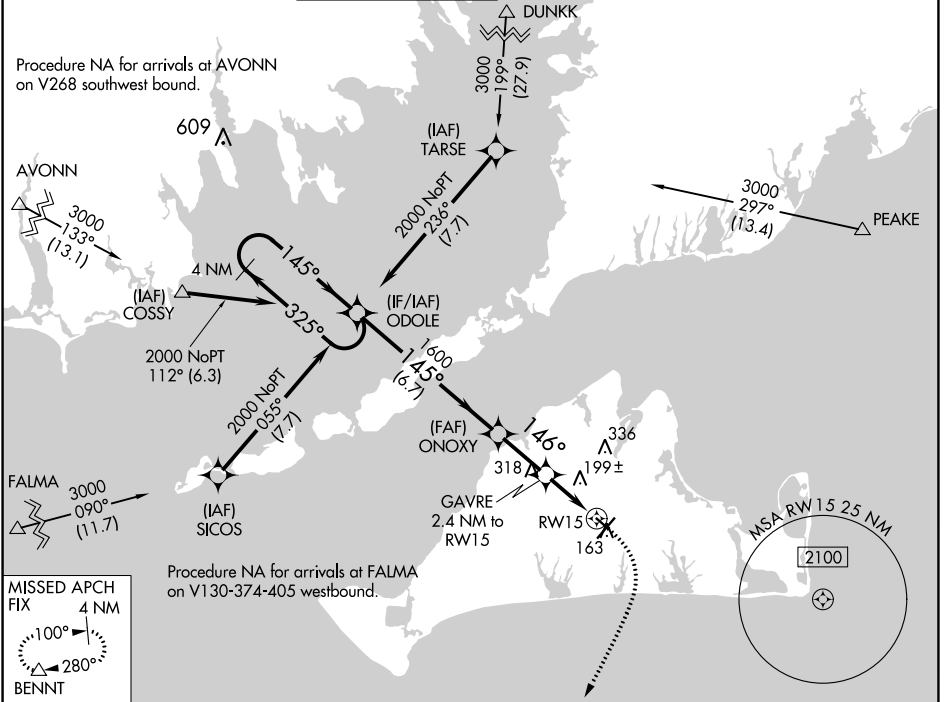 DUNKK
Procedure NA for arrivals at AVONN
on V268 southwest bound.
3000
199°
(27.9)
609
(IAF)
TARSE
AVONN
3000
133°
(13.1)
2000 NoPT
236°
(7.7)
3000
297°
(13.4)
PEAKE
4 NM
145°
325°
(IAF)
COSSY
(IF/IAF)
ODOLE
2000 NoPT
112° (6.3)
1600
145°
(6.7)
2000 NoPT
055°
(7.7)
(FAF)
ONOXY
146°
336
318
199±
FALMA
3000
090°
(11.7)
(IAF)
SICOS
GAVRE
2.4 NM to
RW15
RW15
163
MSA RW15 25 NM
2100
Procedure NA for arrivals at FALMA
on V130-374-405 westbound.
MISSED APCH
FIX
4 NM
100°
280°
BENNT